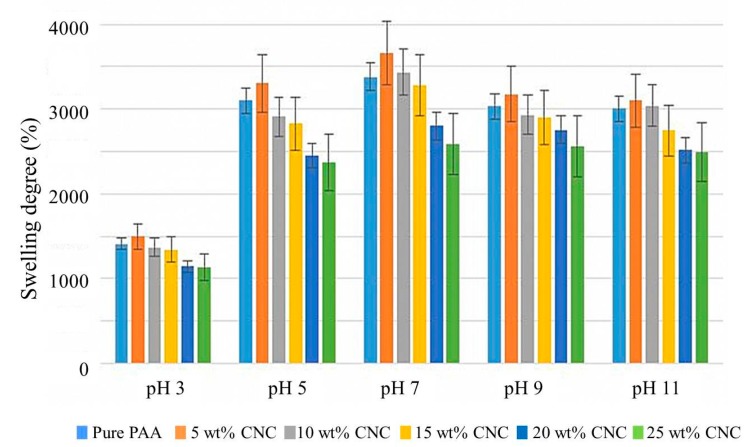 Swelling degree (%)
4000
3000
2000
1000
0
pH 3 pH 5 pH 7 pH 9 pH 11
Pure PAA 5 wt% CNC 10 wt% CNC 15 wt% CNC 20 wt% CNC 25 wt% CNC